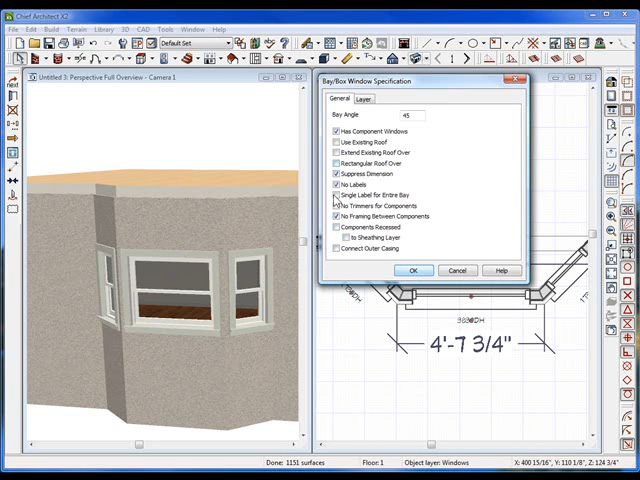 Chief Architect X2
File Edit Build Terrain Library 3D CAD Tools Window Help
Default Set
Untitled 3: Perspective Full Overview - Camera 1
next
Bay/Box Window Specification
General Layer
Bay Angle 45
Has Component Windows
Use Existing Roof
Extend Existing Roof Over
Rectangular Roof Over
Suppress Dimension
No Labels
Single Label for Entire Bay
No Trimmers for Components
No Framing Between Components
Components Recessed
to Sheathing Layer
Connect Outer Casing
OK Cancel Help
4'-7 3/4"
Done: 1151 surfaces Floor: 1 Object layer: Windows X: 400 15/16", Y: 110 1/8", Z: 124 3/4"